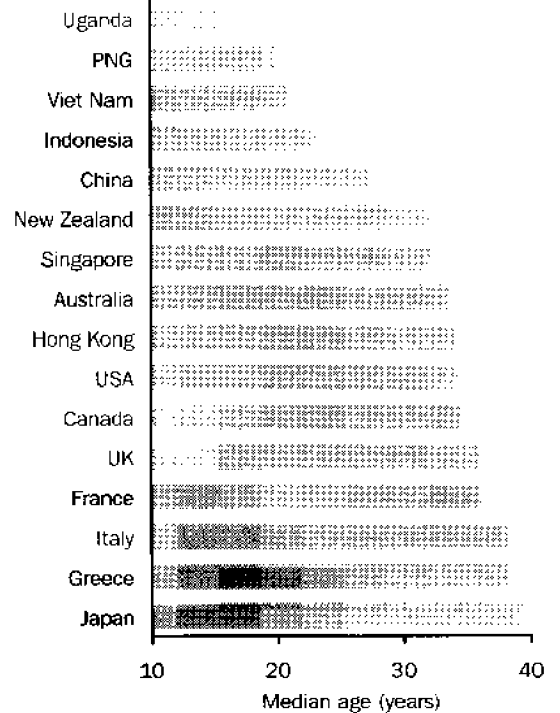 Uganda
PNG
Viet Nam
Indonesia
China
New Zealand
Singapore
Australia
Hong Kong
USA
Canada
UK
France
Italy
Greece
Japan
10 20 30 40
Median age (years)